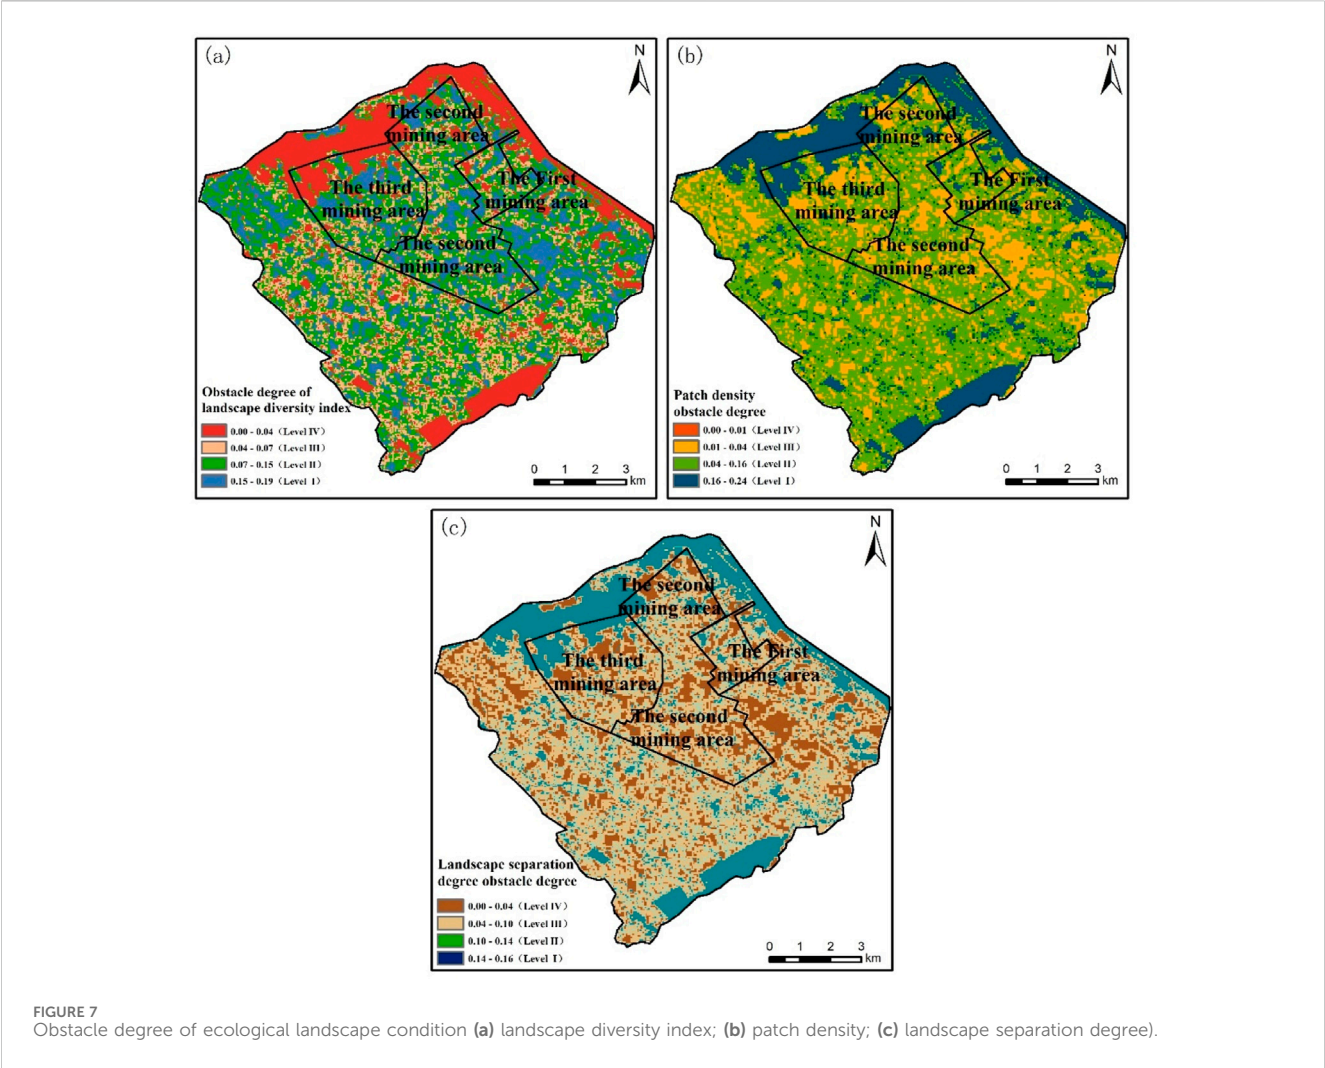 (a)
N
The second
mining area
The third
mining area
The First
mining area
The second
mining area
Obstacle degree of
landscape diversity index
0.00 - 0.04（Level IV）
0.04 - 0.07（Level III）
0.07 - 0.15（Level II）
0.15 - 0.19（Level I）
0 1 2 3
km
(b)
N
The second
mining area
The third
mining area
The First
mining area
The second
mining area
Patch density
obstacle degree
0.00 - 0.01（Level IV）
0.01 - 0.04（Level III）
0.04 - 0.16（Level II）
0.16 - 0.24（Level I）
0 1 2 3
km
(c)
N
The second
mining area
The third
mining area
The First
mining area
The second
mining area
Landscape separation
degree obstacle degree
0.00 - 0.04（Level IV）
0.04 - 0.10（Level III）
0.10 - 0.14（Level II）
0.14 - 0.16（Level I）
0 1 2 3
km
FIGURE 7
Obstacle degree of ecological landscape condition (a) landscape diversity index; (b) patch density; (c) landscape separation degree).